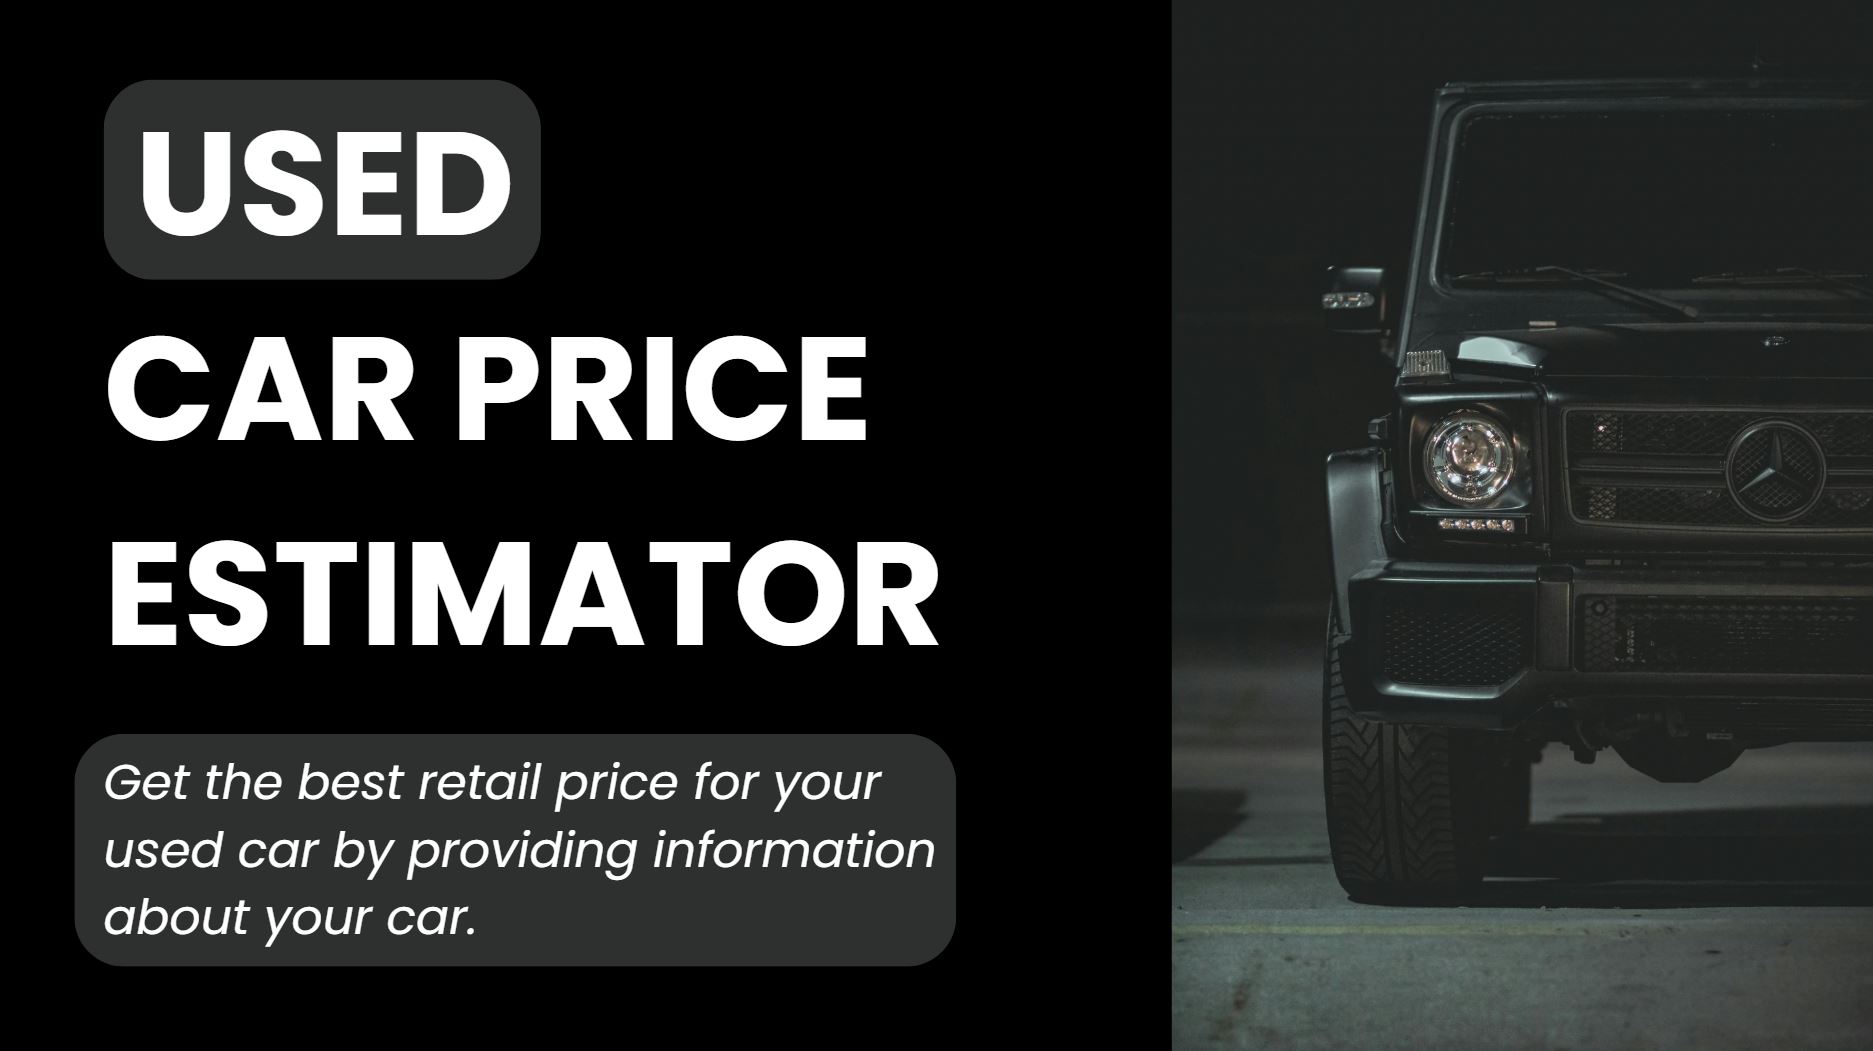 USED
CAR PRICE
ESTIMATOR
Get the best retail price for your
used car by providing information
about your car.